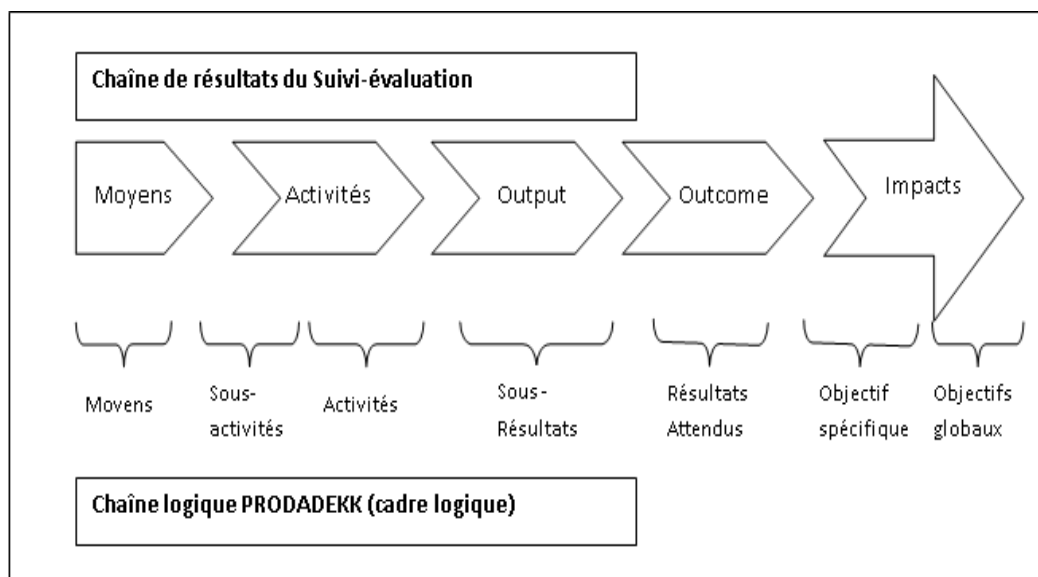 Chaîne de résultats du Suivi-évaluation
Moyens
Activités
Output
Outcome
Impacts
Movens
Sous-
activités
Activités
Sous-
Résultats
Résultats
Attendus
Objectif
spécifique
Objectifs
globaux
Chaîne logique PRODADEKK (cadre logique)